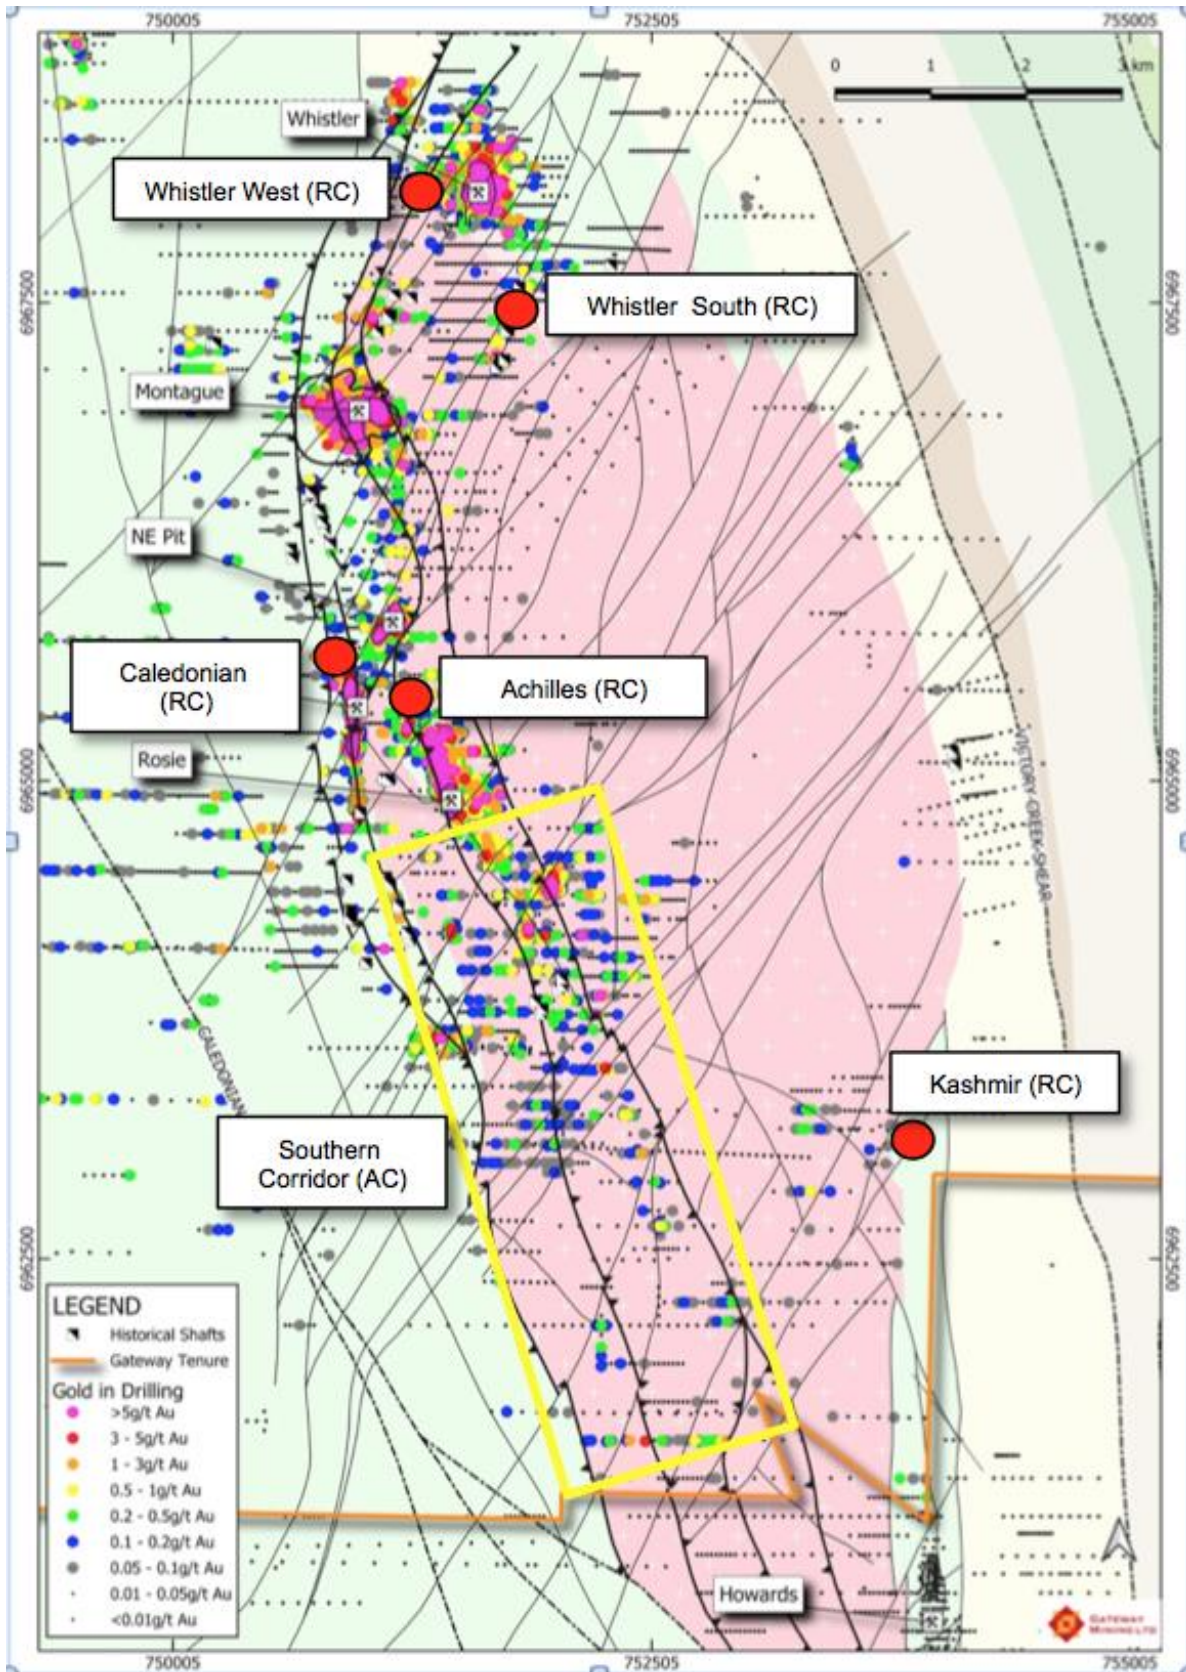 750005
752505
755005
0 1 2 3 km
Whistler
Whistler West (RC)
6967500
6967500
Whistler South (RC)
Montague
NE Pit
Caledonian
(RC)
Achilles (RC)
Rosie
6965000
6965000
VICTORY CREEK SHEAR
CALEDONIAN
Kashmir (RC)
Southern
Corridor (AC)
6962500
6962500
LEGEND
Historical Shafts
Gateway Tenure
Gold in Drilling
>5g/t Au
3 - 5g/t Au
1 - 3g/t Au
0.5 - 1g/t Au
0.2 - 0.5g/t Au
0.1 - 0.2g/t Au
0.05 - 0.1g/t Au
0.01 - 0.05g/t Au
<0.01g/t Au
Howards
GATEWAY
MINING LTD
750005
752505
755005